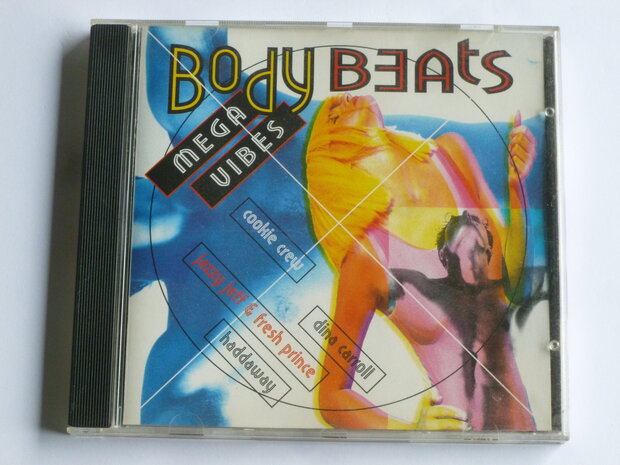 BodY BEAts
MEGA
VIBES
cookie crew
jazzy jeff & fresh prince
dina carroll
haddaway